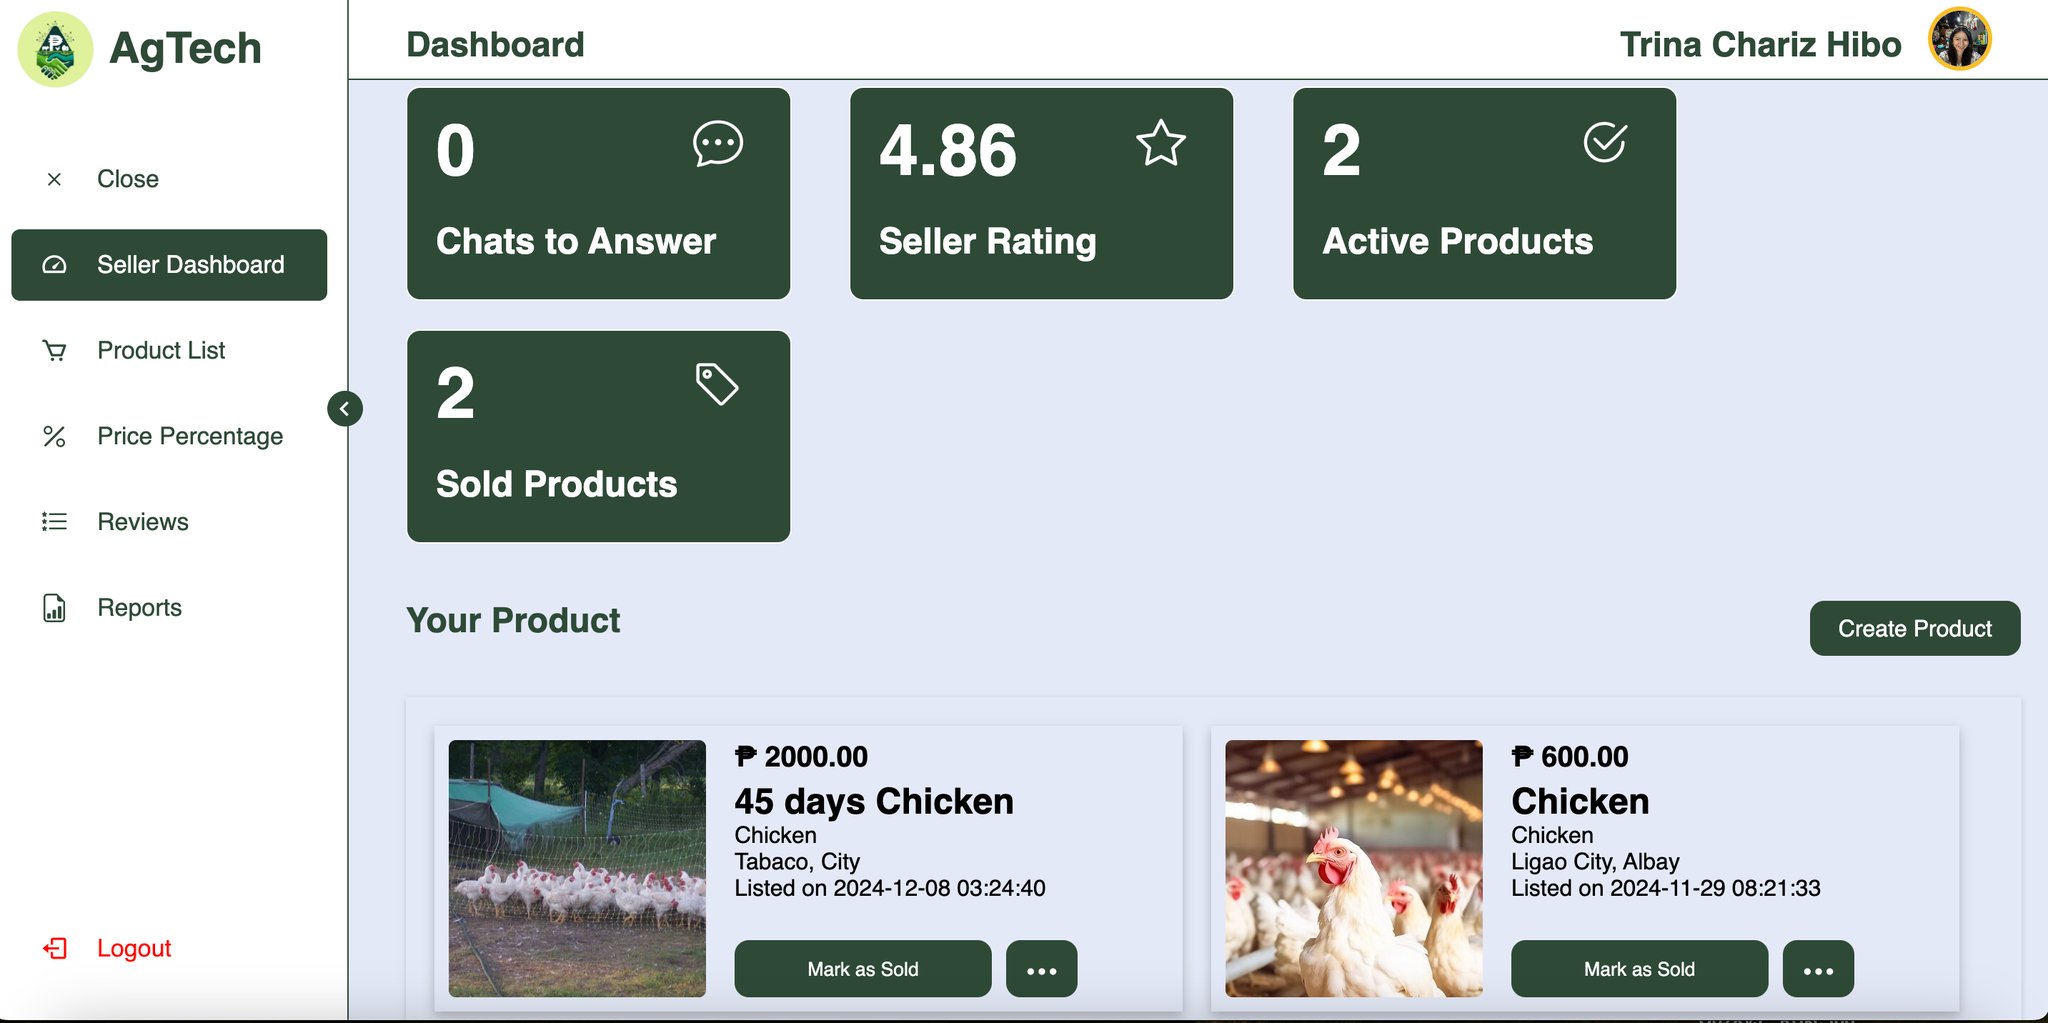 AgTech
Dashboard
Trina Chariz Hibo
Close
Seller Dashboard
Product List
Price Percentage
Reviews
Reports
Logout
0
Chats to Answer
4.86
Seller Rating
2
Active Products
2
Sold Products
Your Product
Create Product
₱ 2000.00
45 days Chicken
Chicken
Tabaco, City
Listed on 2024-12-08 03:24:40
Mark as Sold
₱ 600.00
Chicken
Chicken
Ligao City, Albay
Listed on 2024-11-29 08:21:33
Mark as Sold